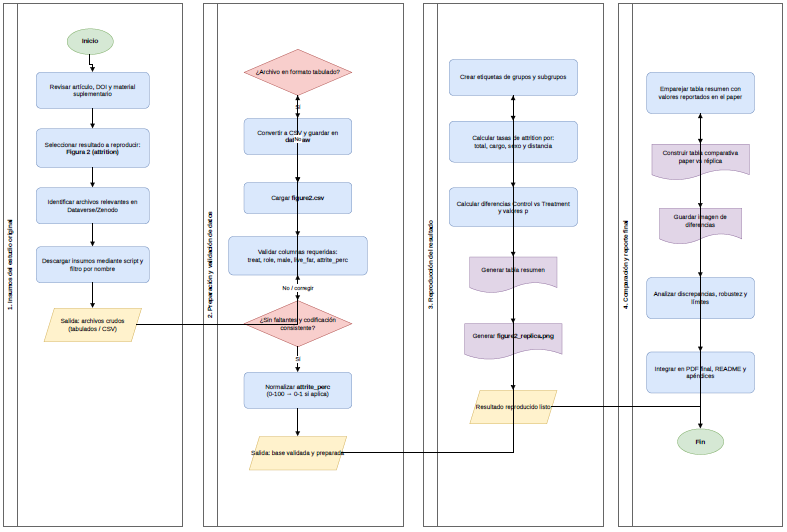 1. Insumos del estudio original
Inicio
Revisar artículo, DOI y material
suplementario
Seleccionar resultado a reproducir:
Figura 2 (attrition)
Identificar archivos relevantes en
Dataverse/Zenodo
Descargar insumos mediante script y
filtro por nombre
Salida: archivos crudos
(tabulados / CSV)
2. Preparación y validación de datos
¿Archivo en formato tabulado?
Sí
Convertir a CSV y guardar en
No
Cargar figure2.csv
Validar columnas requeridas:
treat, role, male, live_far, attrite_perc
No / corregir
¿Sin faltantes y codificación
consistente?
Sí
Normalizar attrite_perc
(0-100 → 0-1 si aplica)
Salida: base validada y preparada
3. Reproducción del resultado
Crear etiquetas de grupos y subgrupos
Calcular tasas de attrition por:
total, cargo, sexo y distancia
Calcular diferencias Control vs Treatment
y valores p
Generar tabla resumen
Generar figure2_replica.png
Resultado reproducido listo
4. Comparación y reporte final
Emparejar tabla resumen con
valores reportados en el paper
Construir tabla comparativa
paper vs réplica
Guardar imagen de
diferencias
Analizar discrepancias, robustez y
límites
Integrar en PDF final, README y
apéndices
Fin